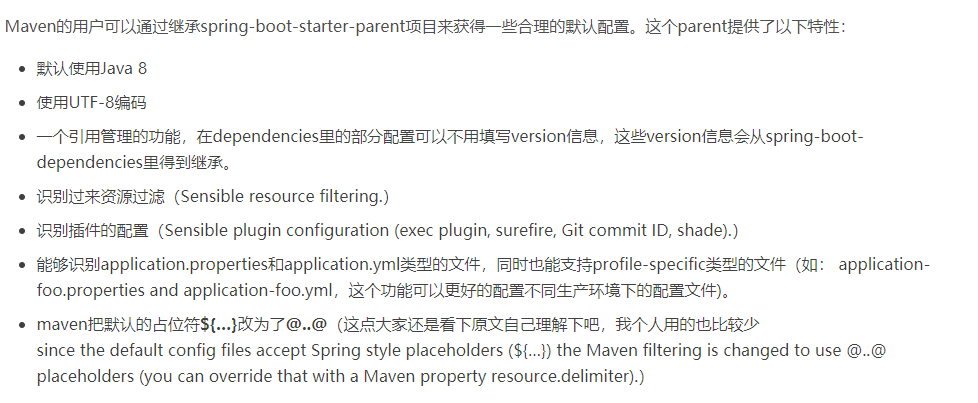 Maven的用户可以通过继承spring-boot-starter-parent项目来获得一些合理的默认配置。这个parent提供了以下特性：
• 默认使用Java 8
• 使用UTF-8编码
• 一个引用管理的功能，在dependencies里的部分配置可以不用填写version信息，这些version信息会从spring-boot-
dependencies里得到继承。
• 识别过来资源过滤（Sensible resource filtering.）
• 识别插件的配置（Sensible plugin configuration (exec plugin, surefire, Git commit ID, shade).）
• 能够识别application.properties和application.yml类型的文件，同时也能支持profile-specific类型的文件（如： application-
foo.properties and application-foo.yml，这个功能可以更好的配置不同生产环境下的配置文件)。
• maven把默认的占位符${…}改为了@..@（这点大家还是看下原文自己理解下吧，我个人用的也比较少
since the default config files accept Spring style placeholders (${…}) the Maven filtering is changed to use @..@
placeholders (you can override that with a Maven property resource.delimiter).）